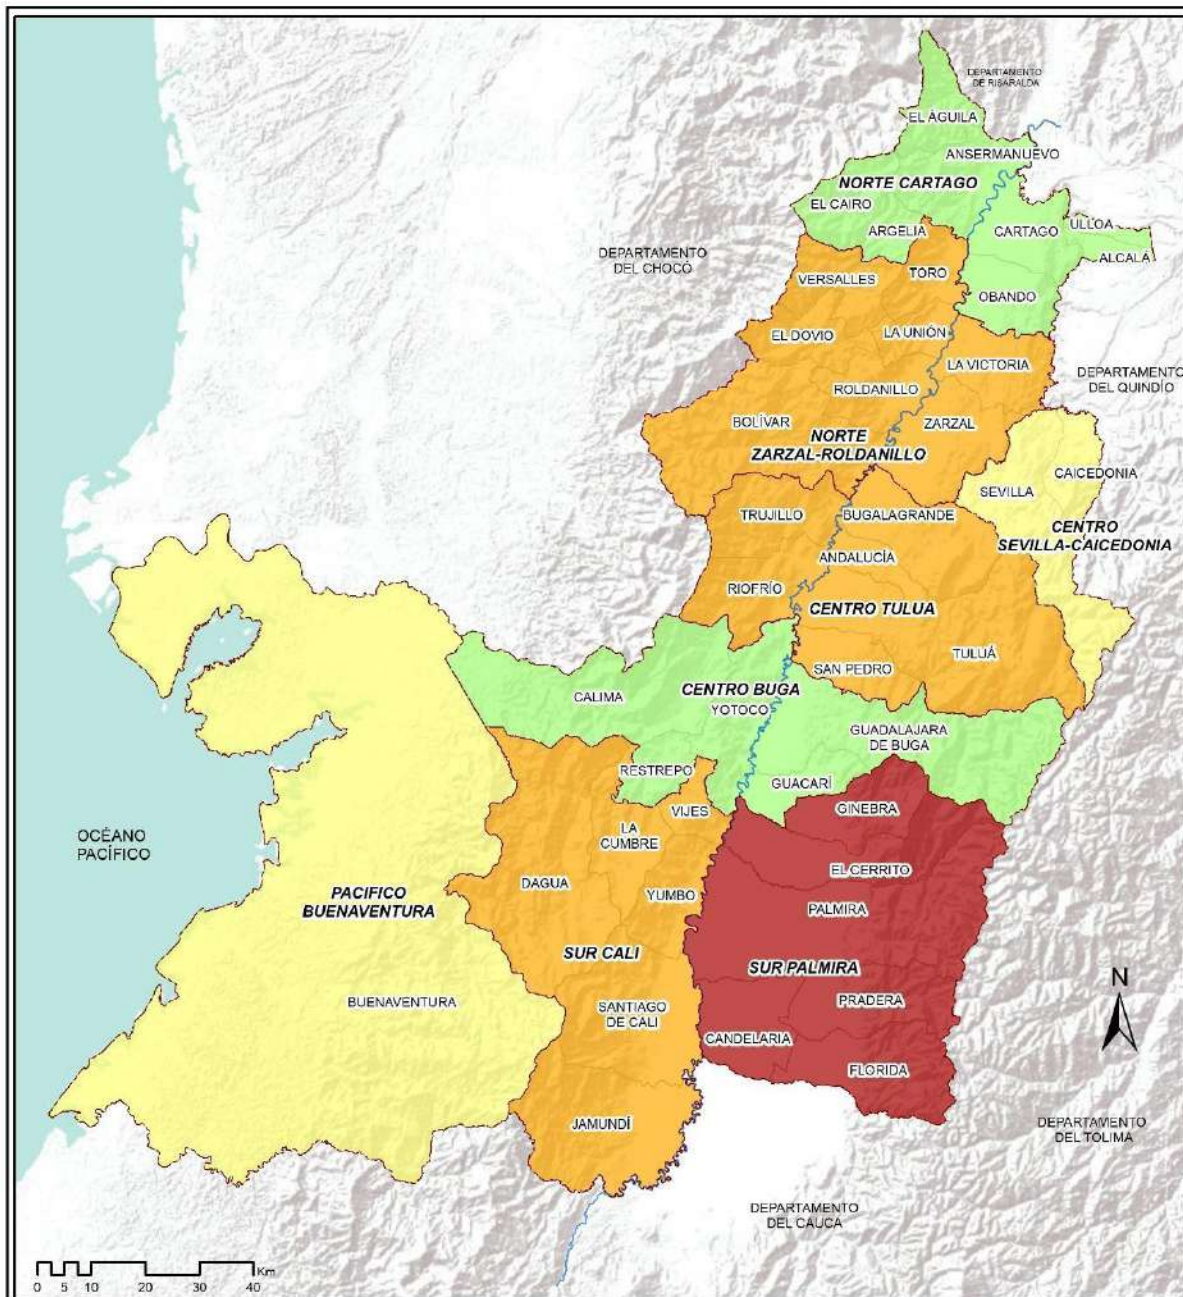 DEPARTAMENTO
DE RISARALDA
EL ÁGUILA
ANSERMANUEVO
NORTE CARTAGO
EL CAIRO
ARGELIA
CARTAGO
ULLOA
ALCALÁ
DEPARTAMENTO
DEL CHOCÓ
VERSALLES
TORO
OBANDO
EL DOVIO
LA UNIÓN
LA VICTORIA
DEPARTAMENTO
DEL QUINDÍO
ROLDANILLO
BOLÍVAR
ZARZAL
NORTE
ZARZAL-ROLDANILLO
CAICEDONIA
SEVILLA
CENTRO
SEVILLA-CAICEDONIA
TRUJILLO
BUGALAGRANDE
ANDALUCÍA
RIOFRÍO
CENTRO TULUA
TULUÁ
SAN PEDRO
CENTRO BUGA
CALIMA
YOTOCO
GUADALAJARA
DE BUGA
RESTREPO
GUACARÍ
VIJES
GINEBRA
OCÉANO
PACÍFICO
LA
CUMBRE
EL CERRITO
DAGUA
YUMBO
PACIFICO
BUENAVENTURA
PALMIRA
SUR CALI
SUR PALMIRA
BUENAVENTURA
SANTIAGO
DE CALI
PRADERA
CANDELARIA
FLORIDA
JAMUNDÍ
N
DEPARTAMENTO
DEL TOLIMA
DEPARTAMENTO
DEL CAUCA
Km
0 5 10 20 30 40